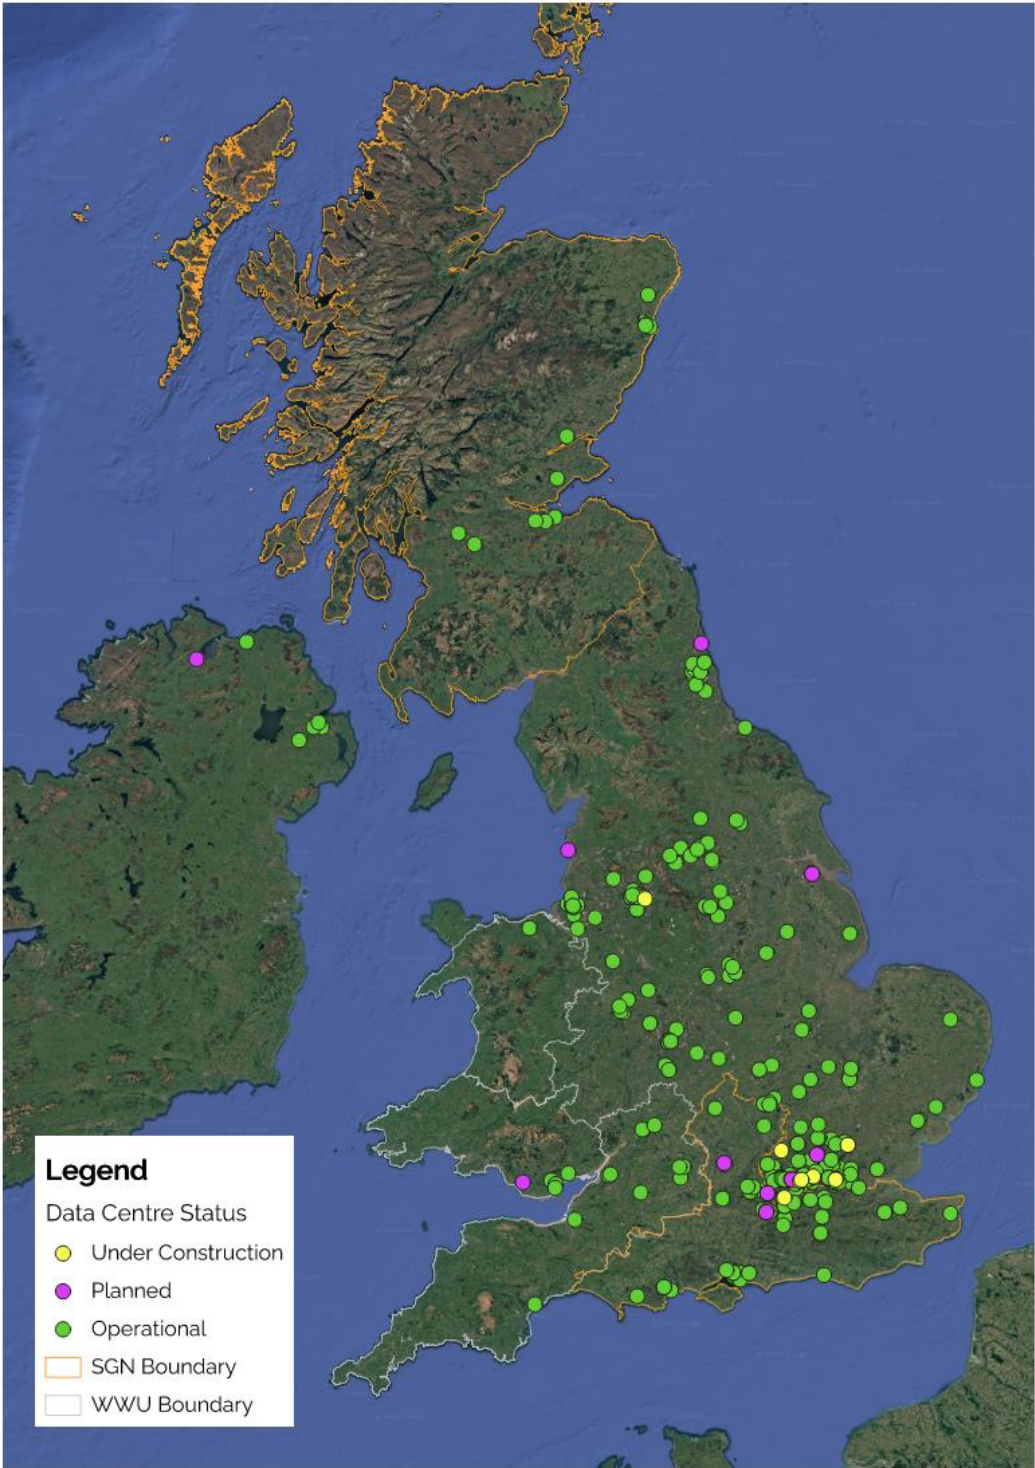 Legend
Data Centre Status
Under Construction
Planned
Operational
SGN Boundary
WWU Boundary